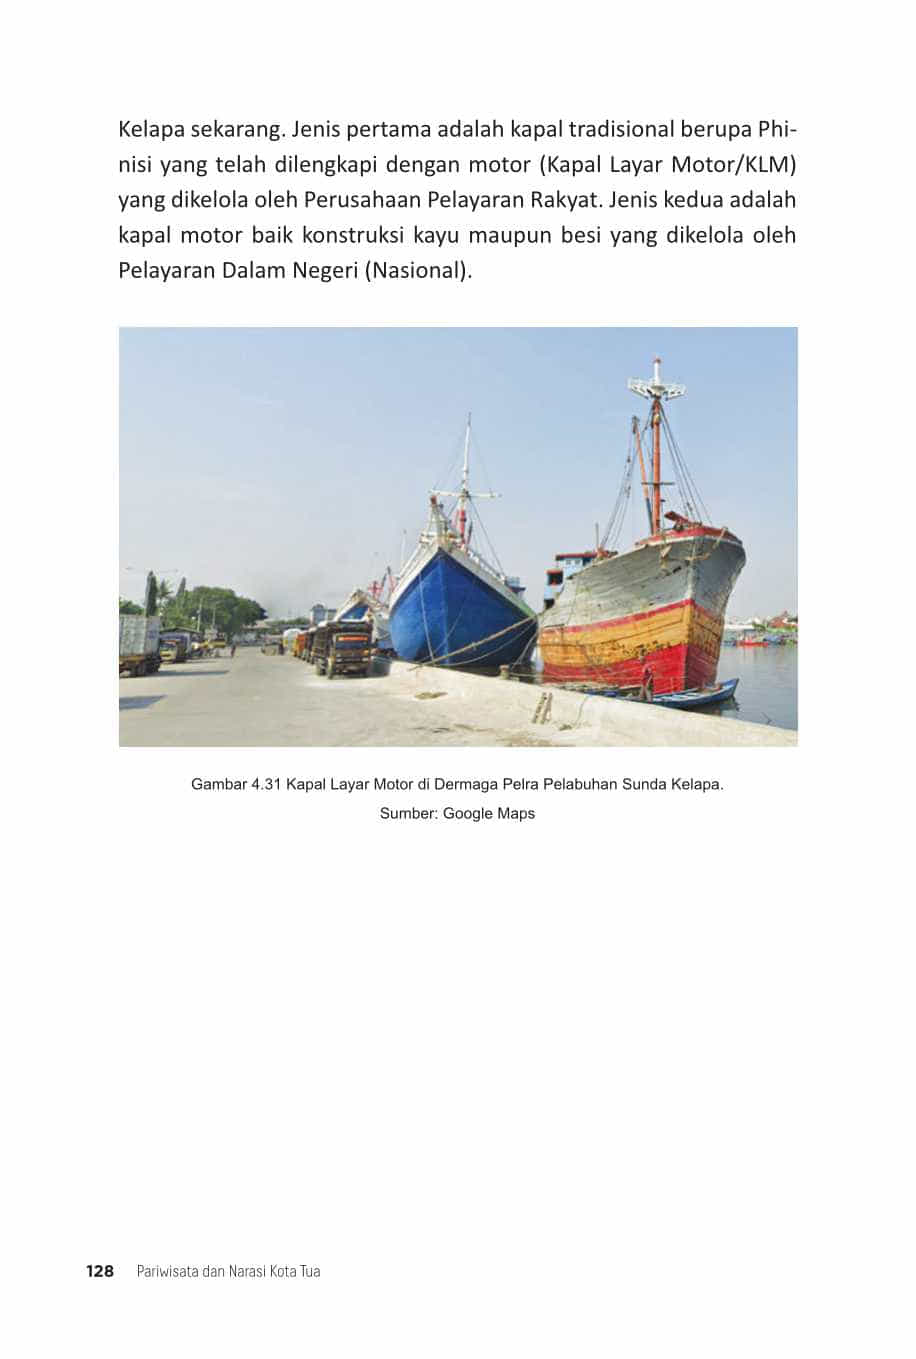 Kelapa sekarang. Jenis pertama adalah kapal tradisional berupa Phi-
nisi yang telah dilengkapi dengan motor (Kapal Layar Motor/KLM)
yang dikelola oleh Perusahaan Pelayaran Rakyat. Jenis kedua adalah
kapal motor baik konstruksi kayu maupun besi yang dikelola oleh
Pelayaran Dalam Negeri (Nasional).
Gambar 4.31 Kapal Layar Motor di Dermaga Pelra Pelabuhan Sunda Kelapa.
Sumber: Google Maps
128 Pariwisata dan Narasi Kota Tua